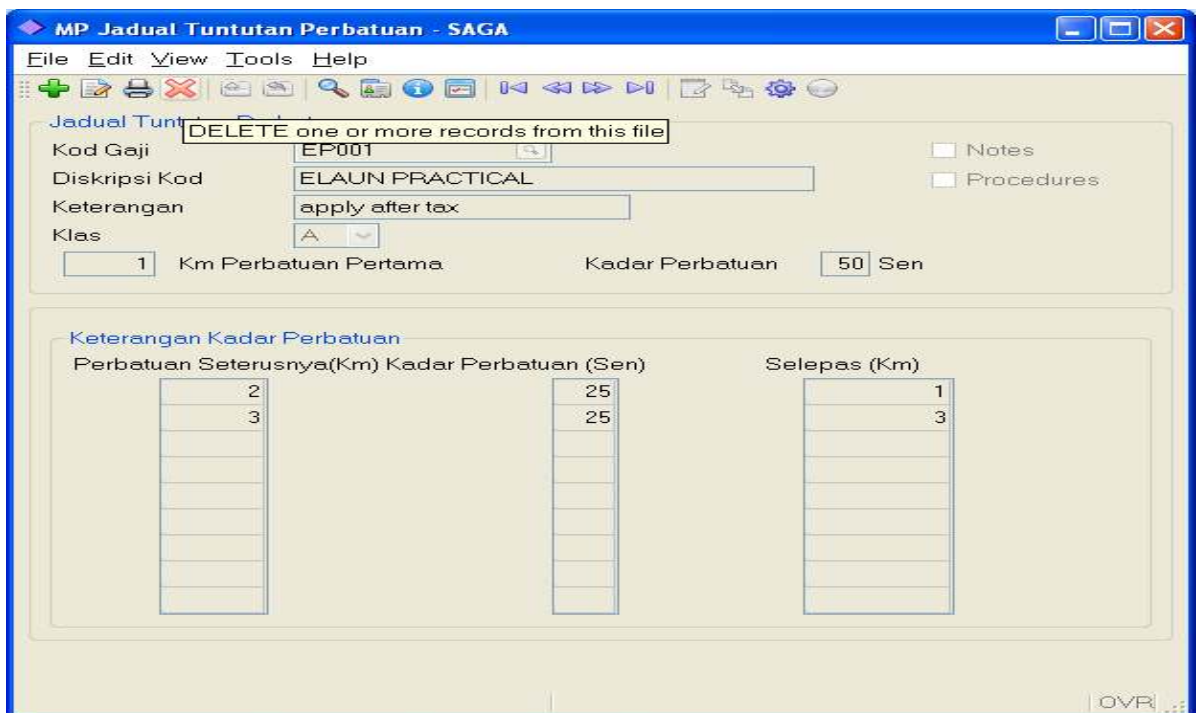 MP Jadual Tuntutan Perbatuan - SAGA
File Edit View Tools Help
Jadual Tunt
DELETE one or more records from this file
Kod Gaji EP001 Notes
Diskripsi Kod ELAUN PRACTICAL Procedures
Keterangan apply after tax
Klas A
1 Km Perbatuan Pertama Kadar Perbatuan 50 Sen
Keterangan Kadar Perbatuan
Perbatuan Seterusnya(Km) Kadar Perbatuan (Sen) Selepas (Km)
2 25 1
3 25 3
OVR